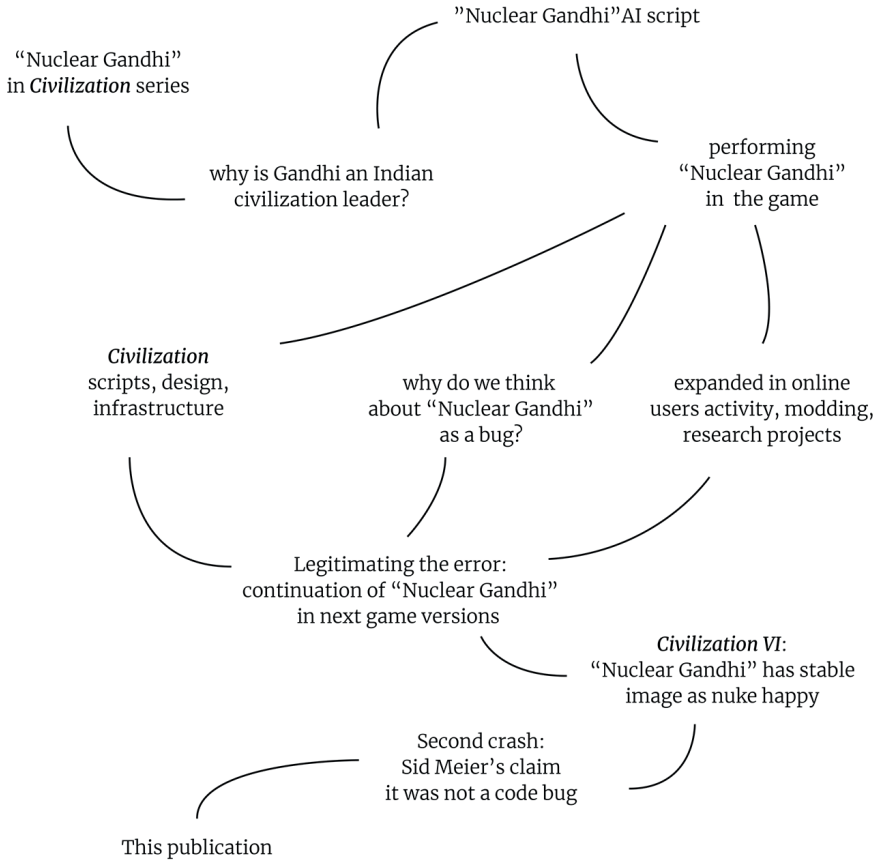 ”Nuclear Gandhi”AI script
“Nuclear Gandhi”
in Civilization series
performing
“Nuclear Gandhi”
in the game
why is Gandhi an Indian
civilization leader?
Civilization
scripts, design,
infrastructure
why do we think
about “Nuclear Gandhi”
as a bug?
expanded in online
users activity, modding,
research projects
Legitimating the error:
continuation of “Nuclear Gandhi”
in next game versions
Civilization VI:
“Nuclear Gandhi” has stable
image as nuke happy
Second crash:
Sid Meier’s claim
it was not a code bug
This publication